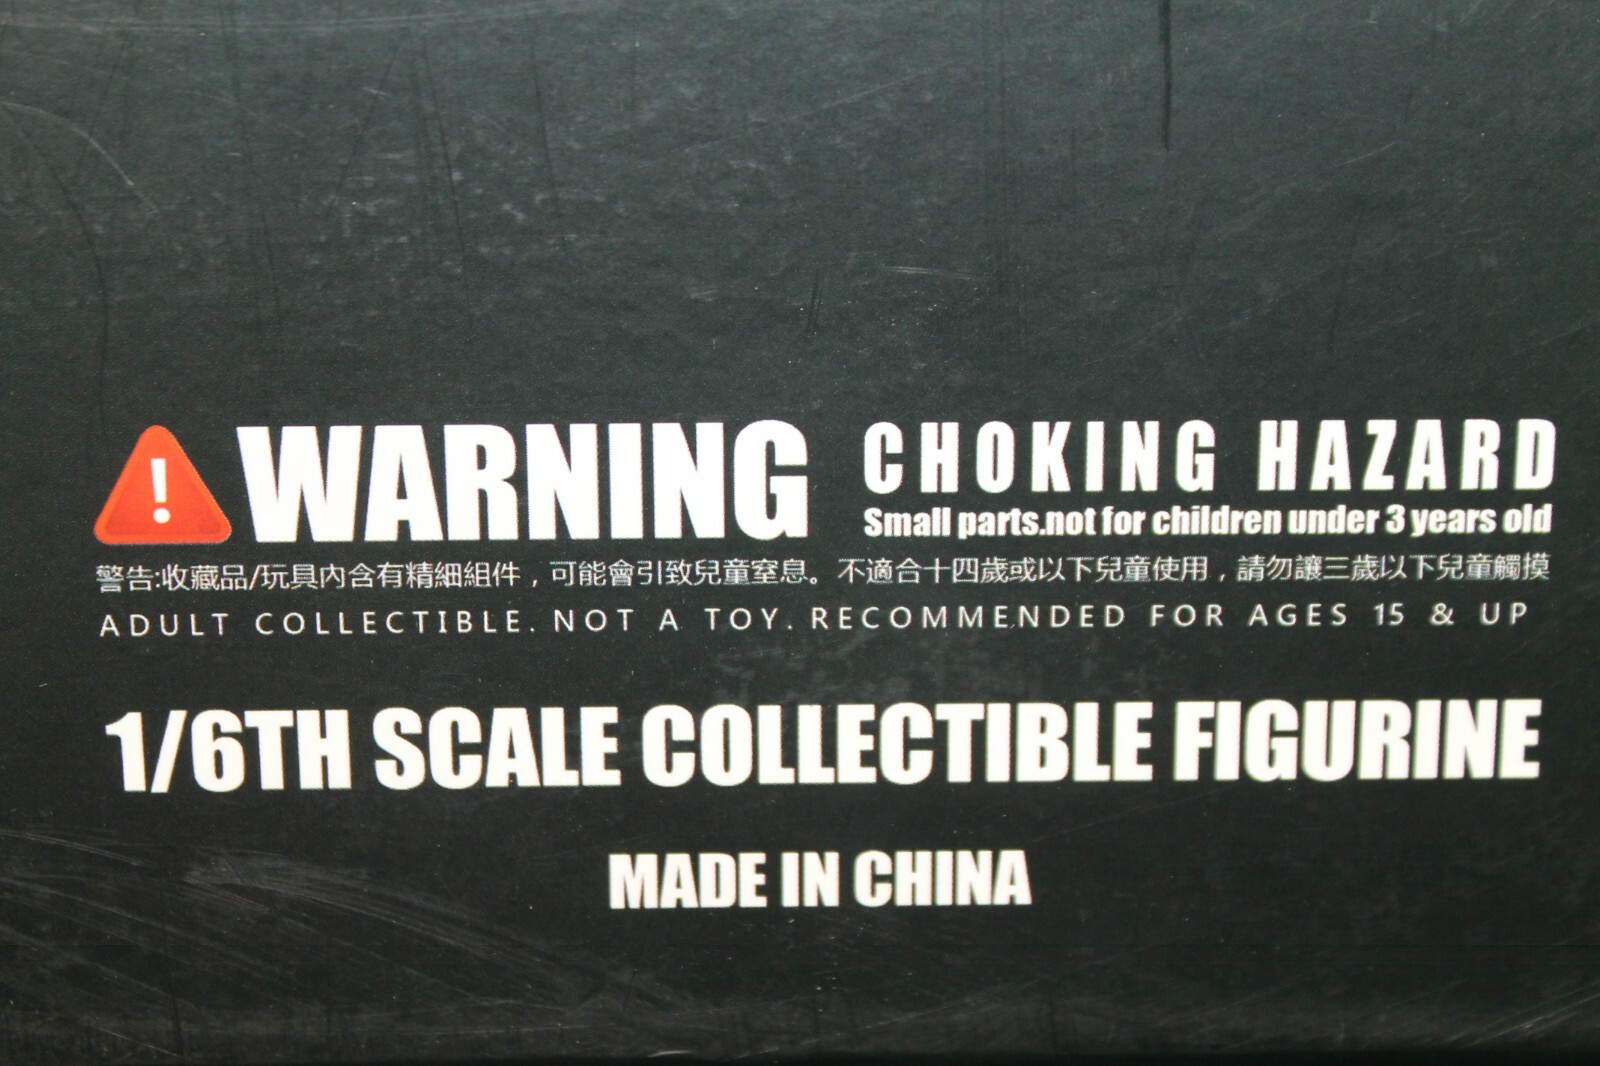 WARNING
CHOKING HAZARD
Small parts.not for children under 3 years old
警告:收藏品/玩具內含有精細組件，可能會引致兒童窒息。不適合十四歲或以下兒童使用，請勿讓三歲以下兒童觸摸
ADULT COLLECTIBLE. NOT A TOY. RECOMMENDED FOR AGES 15 & UP
1/6TH SCALE COLLECTIBLE FIGURINE
MADE IN CHINA